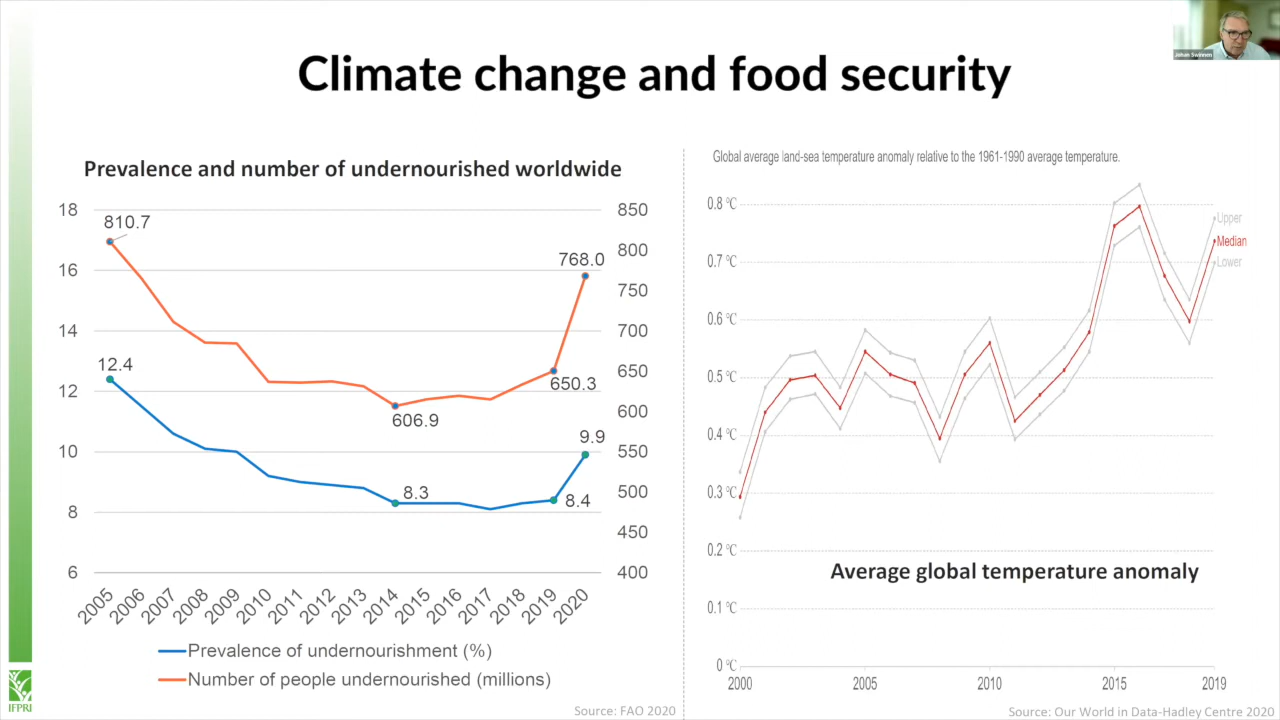 Johan Swinnen
Climate change and food security
Prevalence and number of undernourished worldwide
18
16
14
12
10
8
6
850
800
750
700
650
600
550
500
450
400
810.7
768.0
12.4
650.3
606.9
9.9
8.3
8.4
2005 2006 2007 2008 2009 2010 2011 2012 2013 2014 2015 2016 2017 2018 2019 2020
Prevalence of undernourishment (%)
Number of people undernourished (millions)
Source: FAO 2020
Global average land-sea temperature anomaly relative to the 1961-1990 average temperature.
0.8 °C
0.7 °C
0.6 °C
0.5 °C
0.4 °C
0.3 °C
0.2 °C
0.1 °C
0 °C
Upper
Median
Lower
Average global temperature anomaly
2000 2005 2010 2015 2019
Source: Our World in Data-Hadley Centre 2020
IFPRI